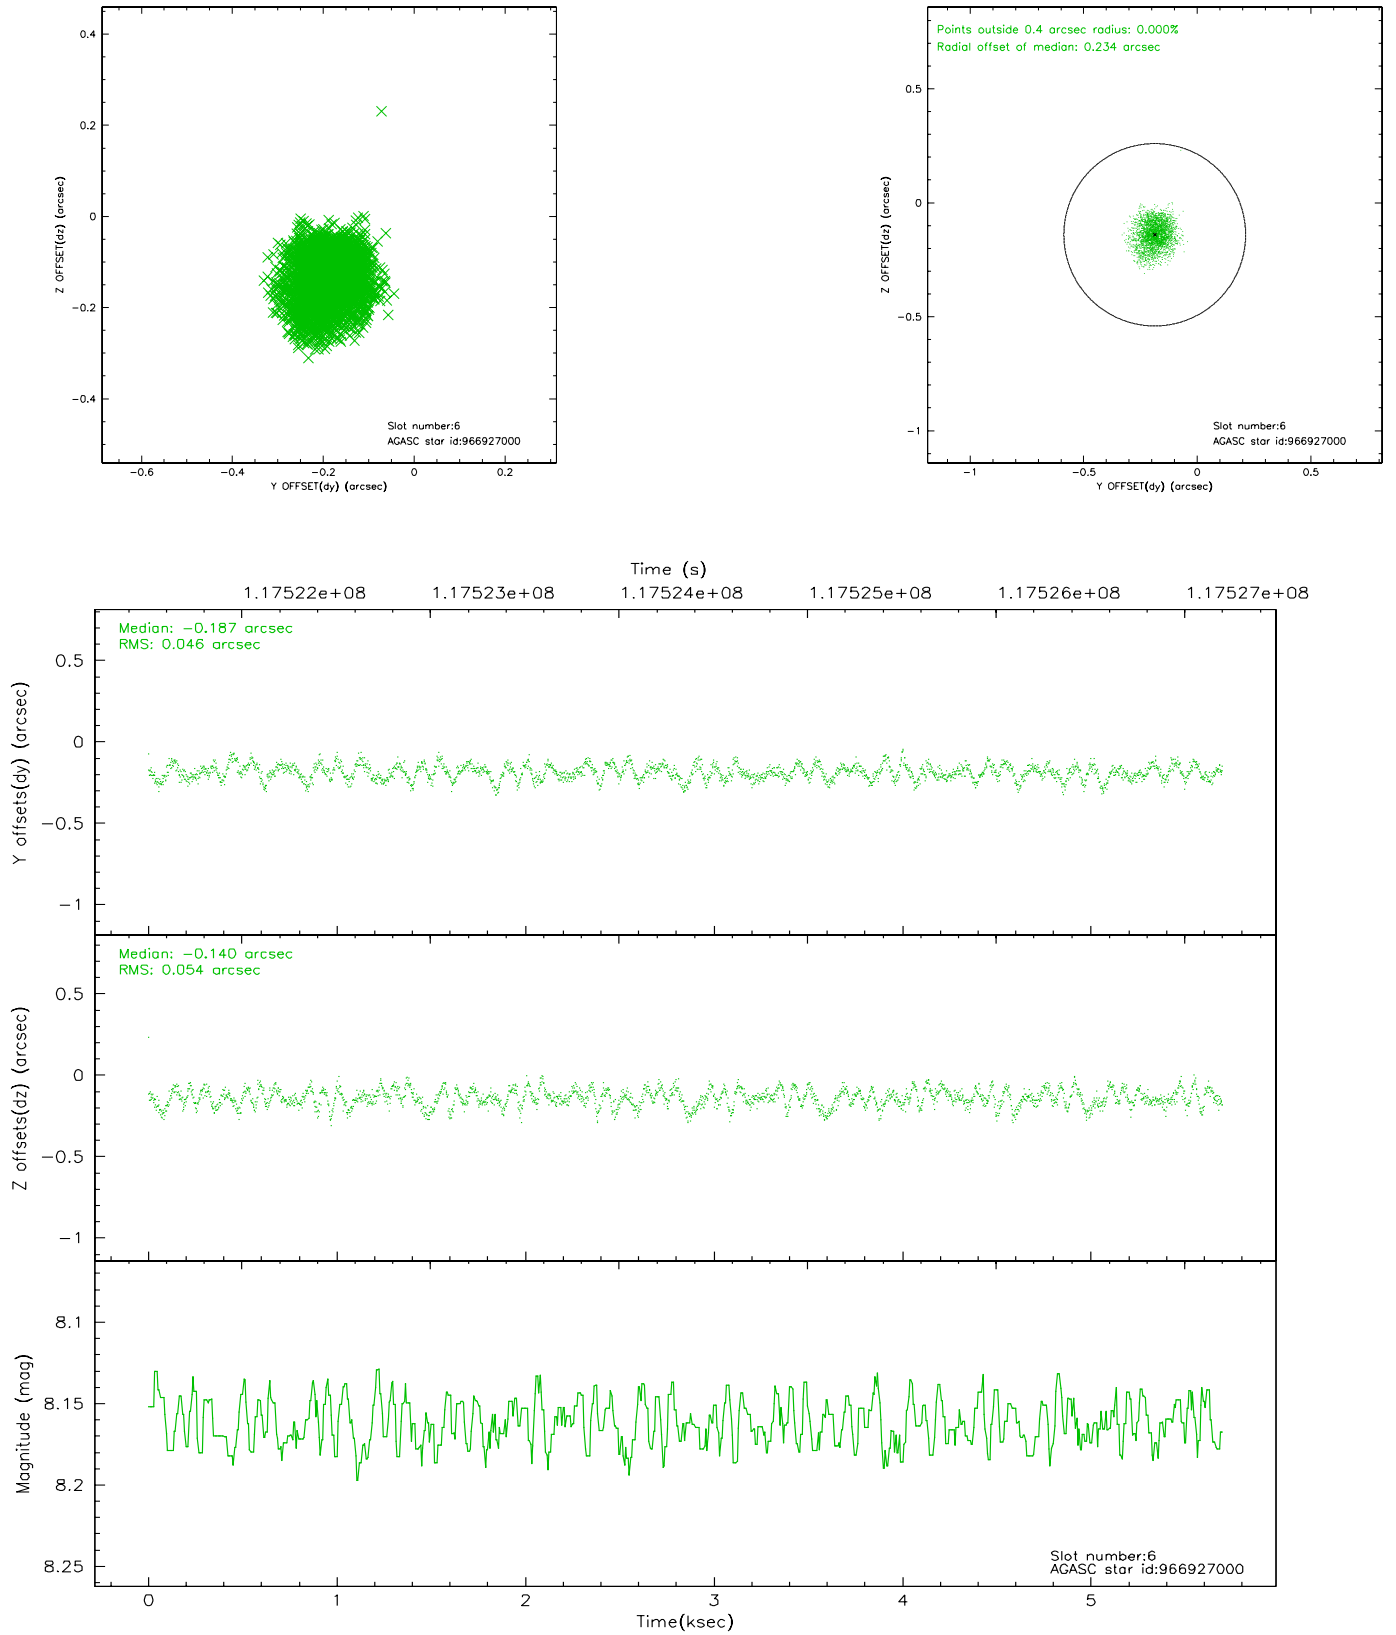 0.4
0.2
0
−0.2
−0.4
Z OFFSET(dz) (arcsec)
Slot number:6
AGASC star id:966927000
−0.6
−0.4
−0.2
0
0.2
Y OFFSET(dy) (arcsec)
Points outside 0.4 arcsec radius: 0.000%
Radial offset of median: 0.234 arcsec
0.5
0
−0.5
−1
Z OFFSET(dz) (arcsec)
Slot number:6
AGASC star id:966927000
−1
−0.5
0
0.5
Y OFFSET(dy) (arcsec)
Time (s)
1.17522e+08
1.17523e+08
1.17524e+08
1.17525e+08
1.17526e+08
1.17527e+08
Median: −0.187 arcsec
RMS: 0.046 arcsec
0.5
0
−0.5
−1
Y offsets(dy) (arcsec)
Median: −0.140 arcsec
RMS: 0.054 arcsec
0.5
0
−0.5
−1
Z offsets(dz) (arcsec)
8.1
8.15
8.2
8.25
Magnitude (mag)
Slot number:6
AGASC star id:966927000
0
1
2
3
4
5
Time(ksec)